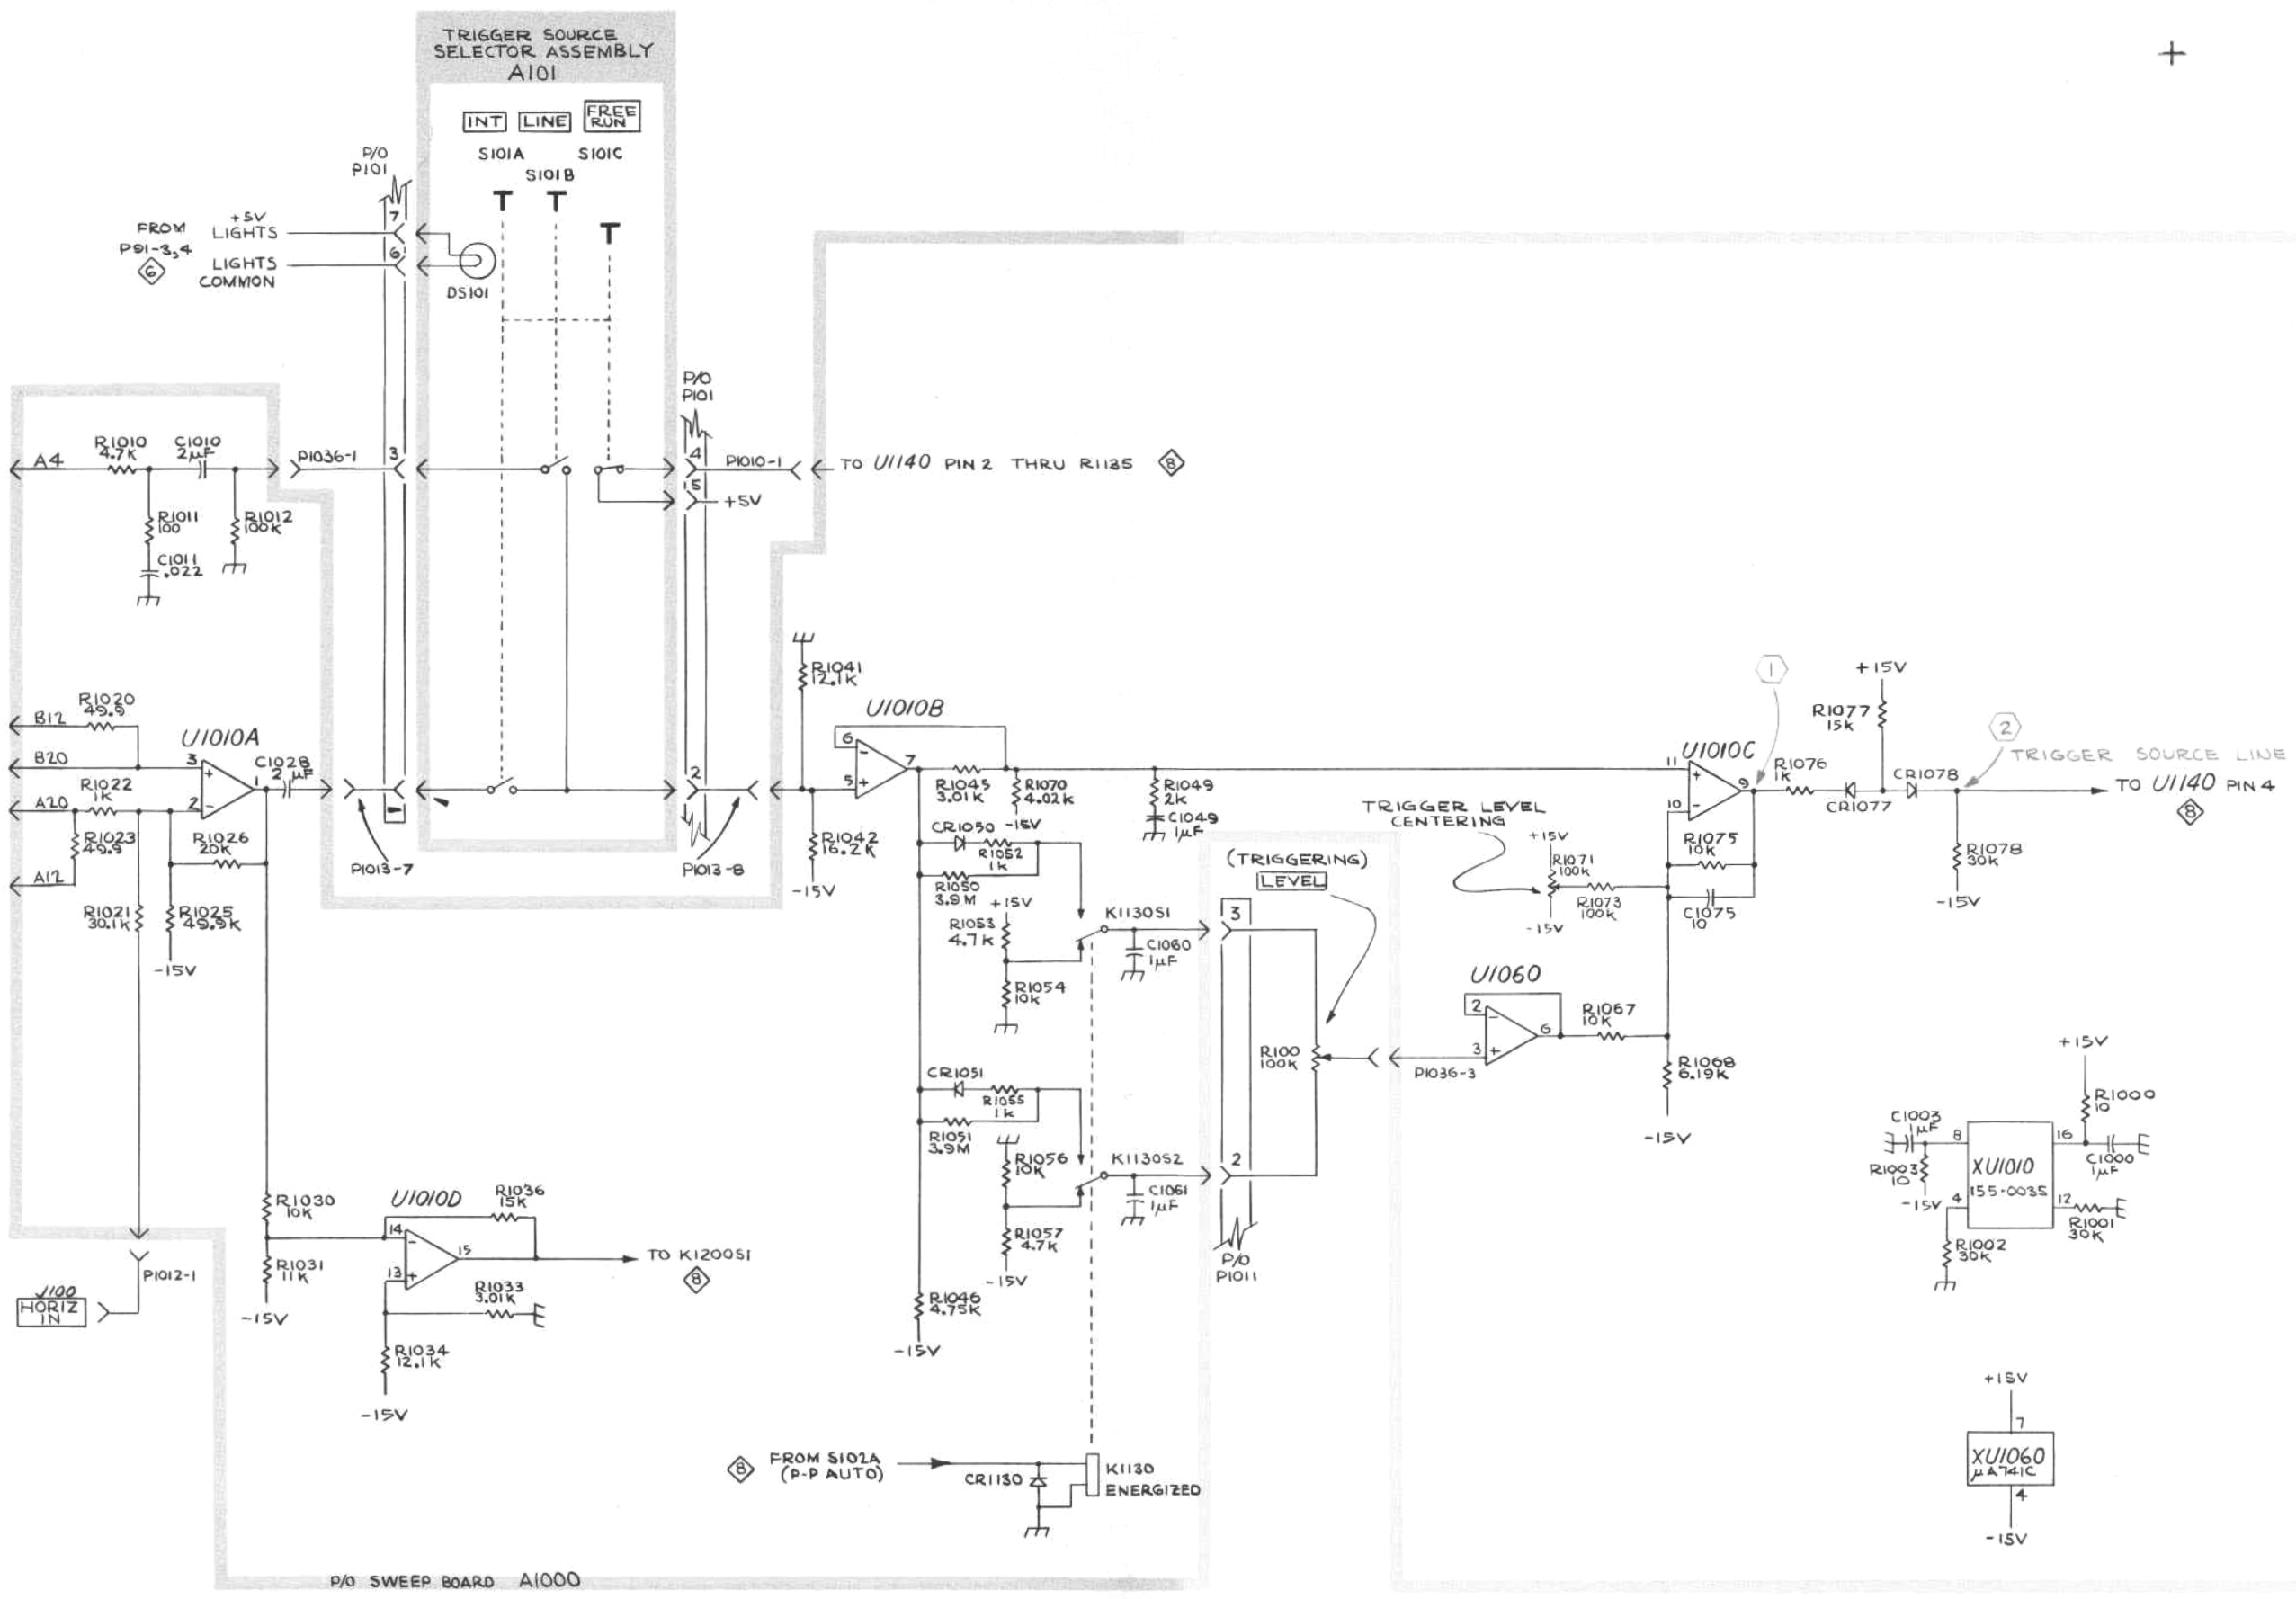 TRIGGER SOURCE
SELECTOR ASSEMBLY
A101
INT
LINE
FREE
RUN
S101A
S101B
S101C
P/O
P101
FROM
P91-3,4
6
+5V
LIGHTS
LIGHTS
COMMON
7
6
DS101
P/O
P101
A4
R1010
4.7K
C1010
2µF
P1036-1
3
4
P1010-1
TO U1140 PIN 2 THRU R1135
8
5
+5V
R1011
100
R1012
100K
C1011
.022
R1041
12.1K
B12
R1020
49.9
B20
U1010A
3
C1028
2 µF
1
A20
R1022
1K
2
R1023
49.9
R1026
20K
A12
R1021
30.1K
R1025
49.9K
-15V
1
P1013-7
2
P1013-8
R1042
16.2K
-15V
U1010B
6
5
7
R1045
3.01K
R1070
4.02K
-15V
R1049
2K
C1049
1µF
CR1050
R1052
1K
R1050
3.9M
+15V
R1053
4.7K
K1130S1
C1060
1µF
R1054
10K
CR1051
R1055
1K
R1051
3.9M
R1056
10K
K1130S2
C1061
1µF
R1057
4.7K
-15V
R1046
4.75K
-15V
(TRIGGERING)
LEVEL
3
R100
100K
2
P/O
P1011
P1036-3
TRIGGER LEVEL
CENTERING
+15V
R1071
100K
-15V
R1073
100K
U1060
2
3
6
R1067
10K
R1068
6.19K
-15V
U1010C
11
10
9
R1075
10K
C1075
10
1
R1076
1K
CR1077
+15V
R1077
15K
CR1078
2
TRIGGER SOURCE LINE
TO U1140 PIN 4
8
R1078
30K
-15V
+15V
R1000
10
C1003
1µF
8
16
C1000
1µF
R1003
10
-15V
XU1010
155-0035
4
12
R1001
30K
R1002
30K
R1030
10K
R1031
11K
-15V
U1010D
14
13
15
R1036
15K
TO K1200S1
8
R1033
3.01K
R1034
12.1K
-15V
P1012-1
J100
HORIZ
IN
8
FROM S102A
(P-P AUTO)
CR1130
K1130
ENERGIZED
+15V
7
XU1060
µA741C
4
-15V
P/O SWEEP BOARD A1000